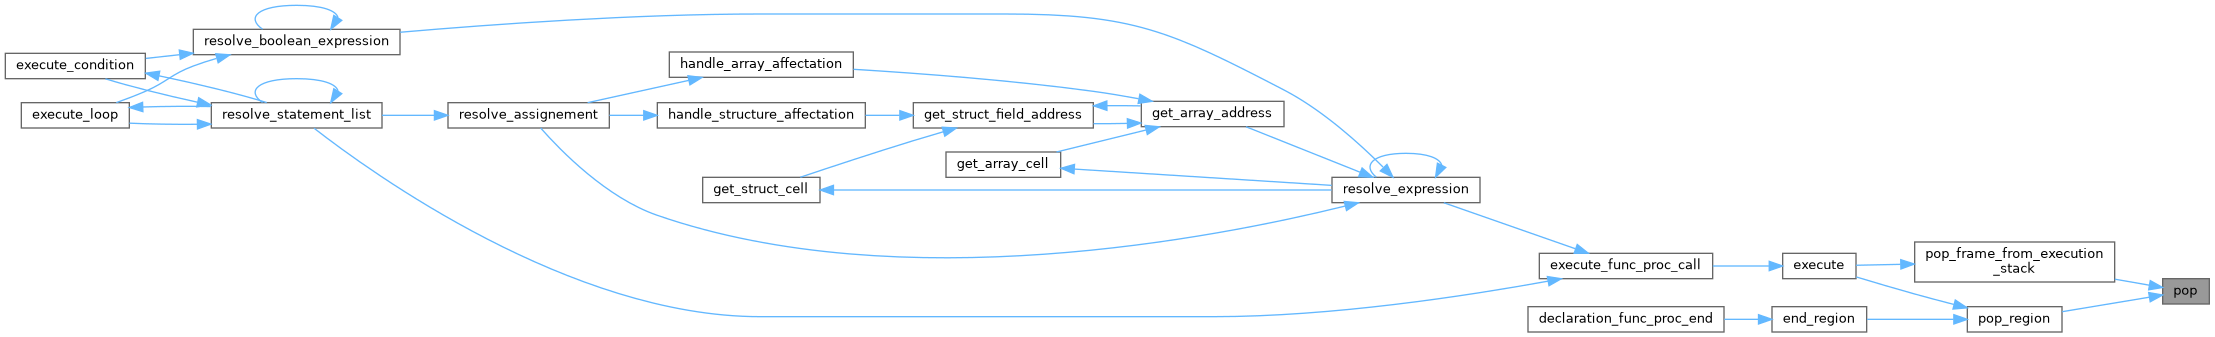 resolve_boolean_expression
execute_condition
execute_loop
resolve_statement_list
handle_array_affectation
resolve_assignement
handle_structure_affectation
get_struct_field_address
get_array_address
get_array_cell
get_struct_cell
resolve_expression
execute_func_proc_call
execute
pop_frame_from_execution
_stack
pop
declaration_func_proc_end
end_region
pop_region